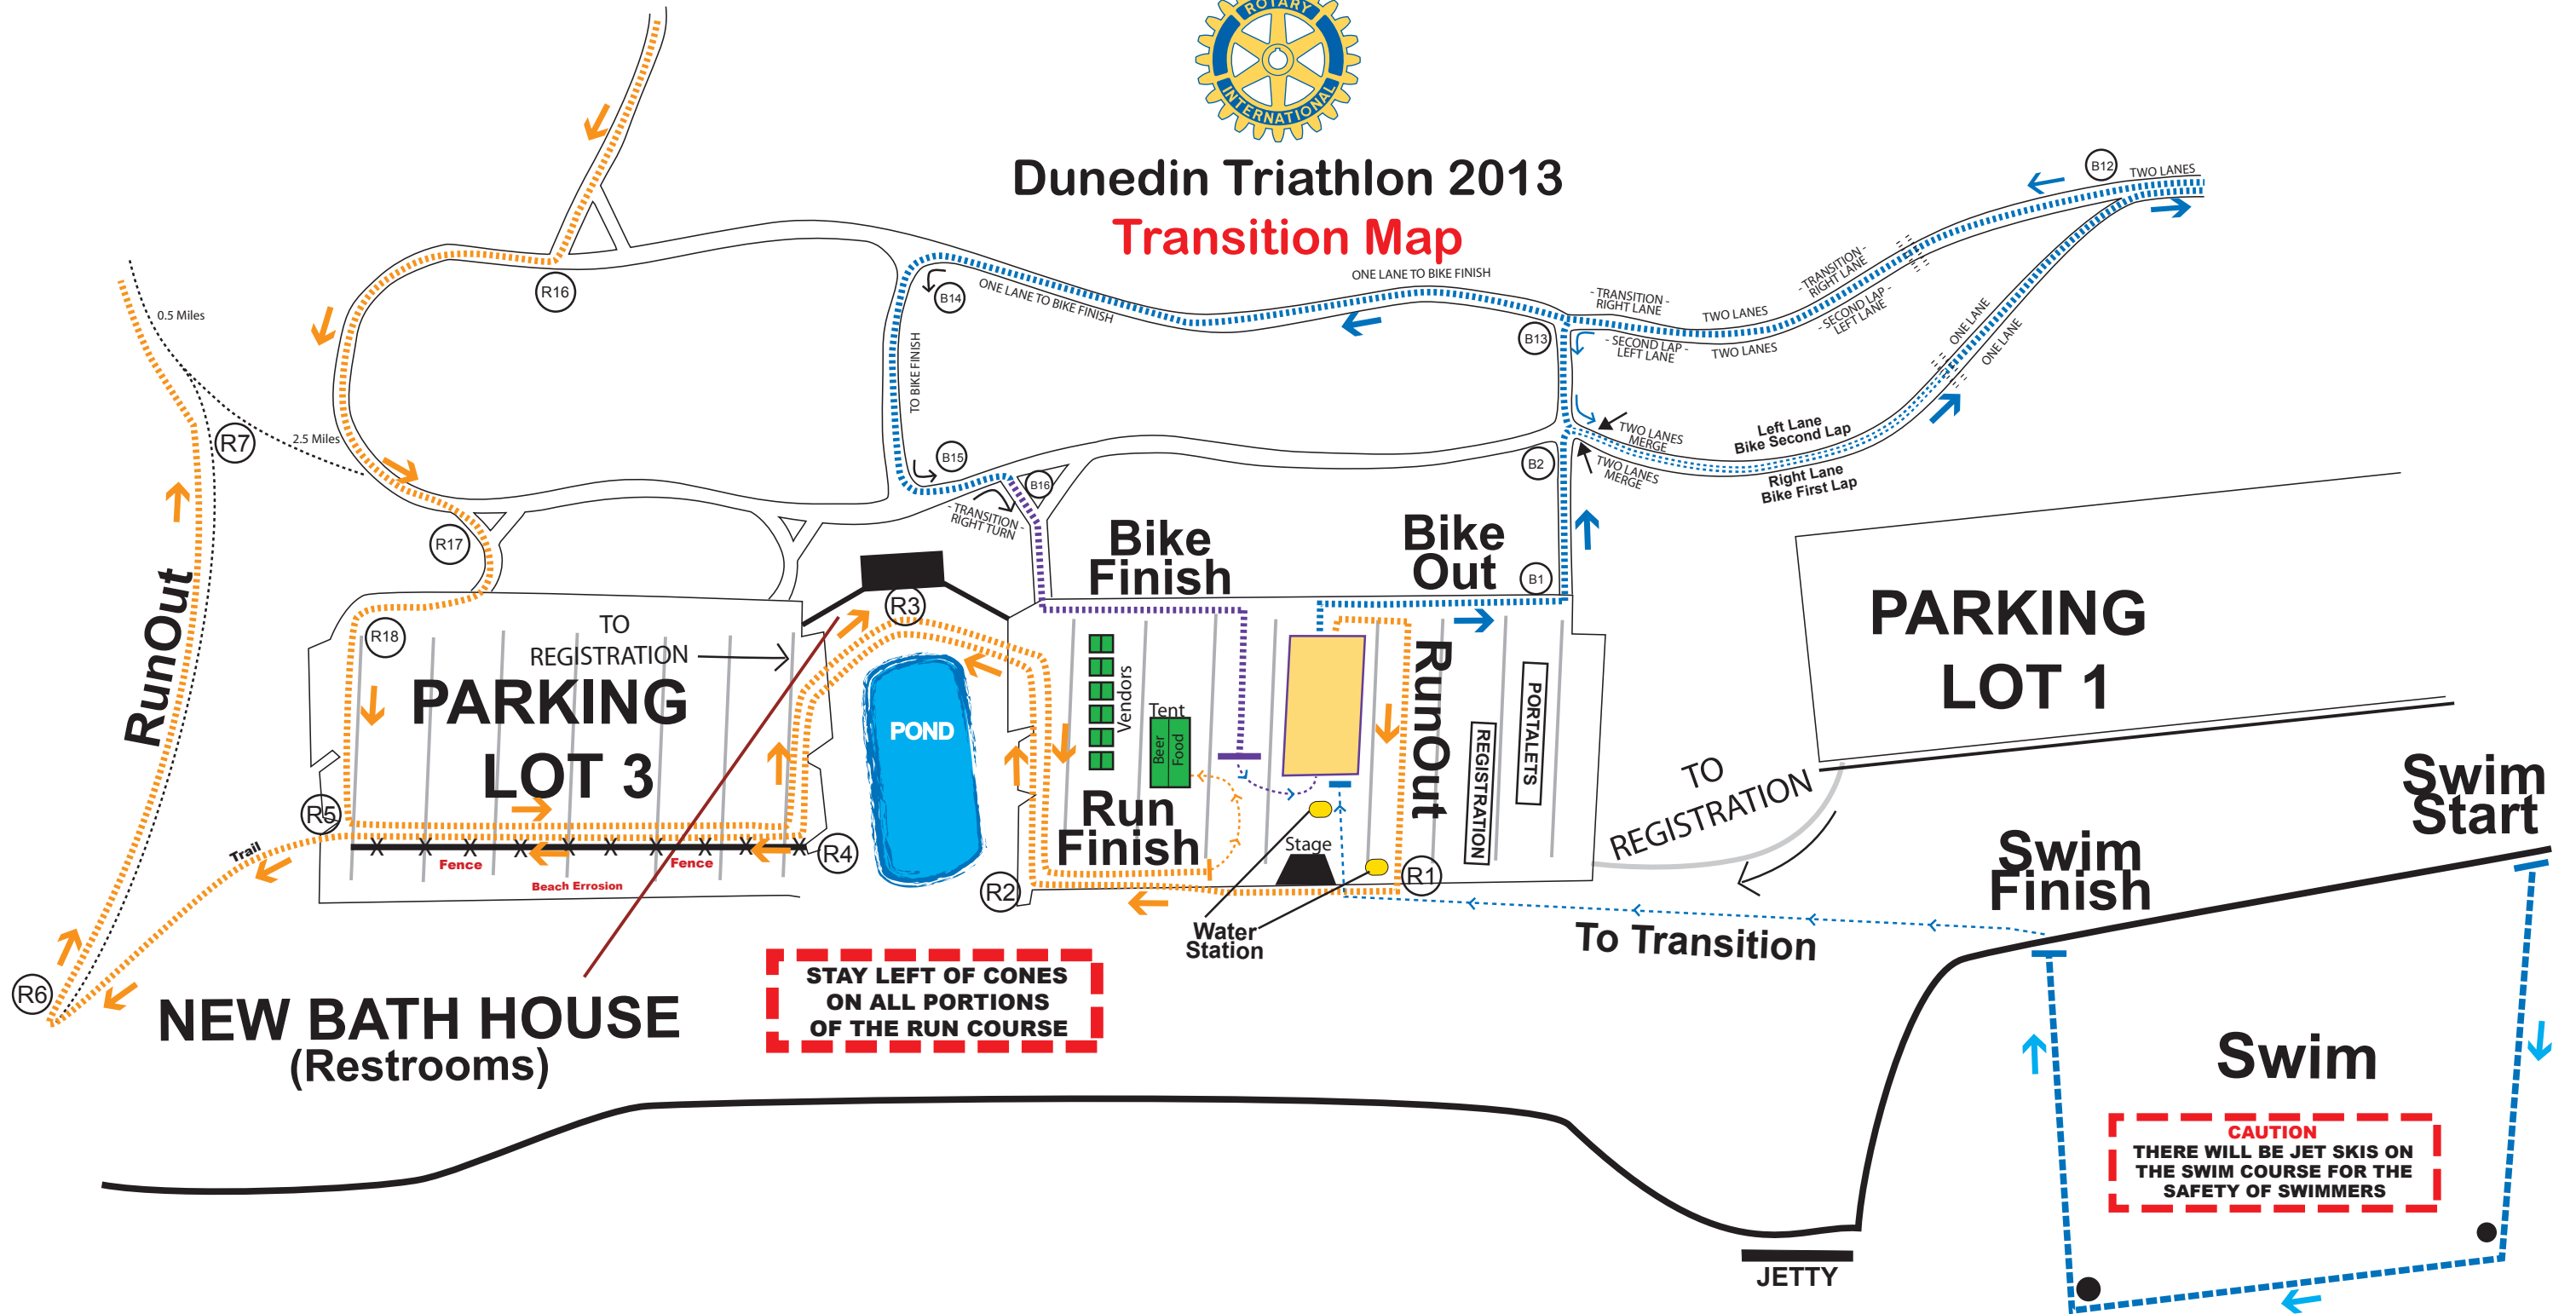 ROTARY
INTERNATIONAL
Dunedin Triathlon 2013
Transition Map
B12
TWO LANES
0.5 Miles
R16
B14
ONE LANE TO BIKE FINISH
ONE LANE TO BIKE FINISH
- TRANSITION -
RIGHT LANE
TWO LANES
- TRANSITION -
RIGHT LANE
- SECOND LAP -
LEFT LANE
B13
- SECOND LAP -
LEFT LANE
TWO LANES
ONE LANE
ONE LANE
TO BIKE FINISH
R7
2.5 Miles
B15
B16
- TRANSITION -
RIGHT TURN
B2
TWO LANES
MERGE
TWO LANES
MERGE
Left Lane
Bike Second Lap
Right Lane
Bike First Lap
R17
Bike
Finish
Bike
Out
B1
RunOut
R18
TO
REGISTRATION
PARKING
LOT 3
R3
POND
Vendors
Tent
Beer
Food
RunOut
REGISTRATION
PORTALETS
PARKING
LOT 1
TO
REGISTRATION
Swim
Start
R5
Trail
Fence
Fence
Beach Errosion
R4
R2
Run
Finish
Stage
R1
Water
Station
To Transition
Swim
Finish
R6
NEW BATH HOUSE
(Restrooms)
STAY LEFT OF CONES
ON ALL PORTIONS
OF THE RUN COURSE
Swim
CAUTION
THERE WILL BE JET SKIS ON
THE SWIM COURSE FOR THE
SAFETY OF SWIMMERS
JETTY